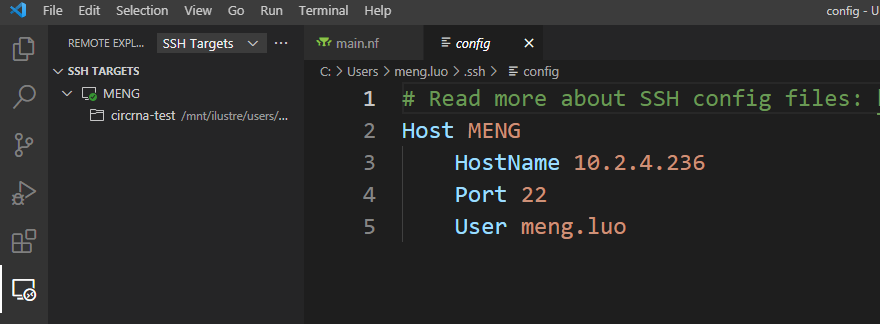 File Edit Selection View Go Run Terminal Help
config - U
REMOTE EXPL... SSH Targets ...
main.nf
config
SSH TARGETS
C: > Users > meng.luo > .ssh > config
MENG
circrna-test /mnt/ilustre/users/...
1 # Read more about SSH config files:
2 Host MENG
3 HostName 10.2.4.236
4 Port 22
5 User meng.luo